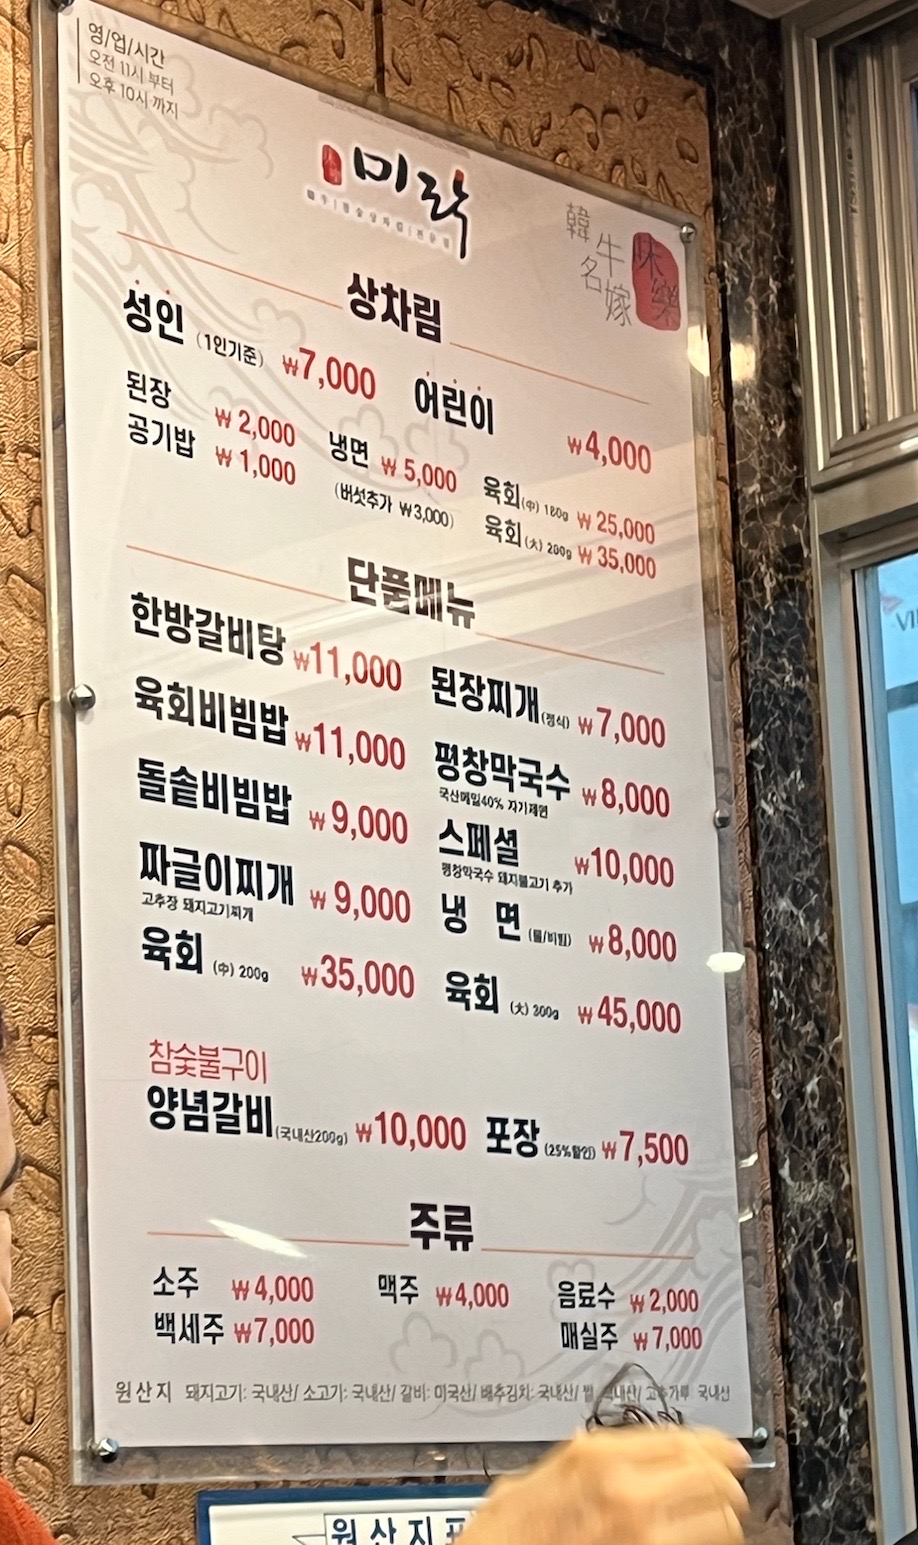 영/업/시간
오전 11시 부터
오후 10시 까지
미락
韓牛名嫁
味樂
상차림
성인 (1인기준) ₩7,000 어린이 ₩4,000
된장 ₩2,000 냉면 ₩5,000 육회(中) 180g ₩25,000
공기밥 ₩1,000 (버섯추가 ₩3,000) 육회(大) 200g ₩35,000
단품메뉴
한방갈비탕 ₩11,000 된장찌개(정식) ₩7,000
육회비빔밥 ₩11,000 평창막국수 ₩8,000
국산메밀40% 자가제면
돌솥비빔밥 ₩9,000 스페셜 ₩10,000
평창막국수 돼지불고기 추가
짜글이찌개 ₩9,000 냉 면 (물/비빔) ₩8,000
고추장 돼지고기찌개
육회 (中) 200g ₩35,000 육회 (大) 300g ₩45,000
참숯불구이
양념갈비(국내산200g) ₩10,000 포장 (25%할인) ₩7,500
주류
소주 ₩4,000 맥주 ₩4,000 음료수 ₩2,000
백세주 ₩7,000 매실주 ₩7,000
원산지 돼지고기: 국내산/ 소고기: 국내산/ 갈비: 미국산/ 배추김치: 국내산/ 쌀 국내산/ 고춧가루 국내산
원산지표